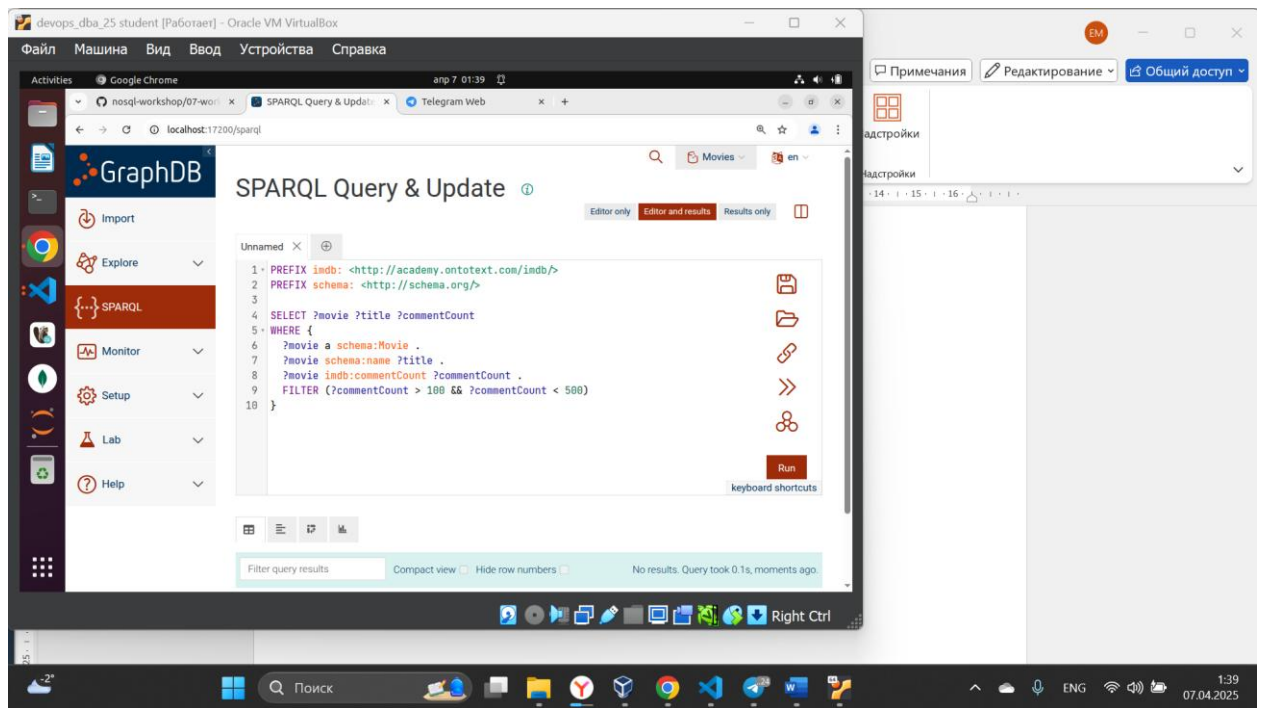 devops_dba_25 student [Работает] - Oracle VM VirtualBox
Файл Машина Вид Ввод Устройства Справка
Activities Google Chrome апр 7 01:39
nosql-workshop/07-wor SPARQL Query & Update Telegram Web
localhost:17200/sparql
GraphDB
Movies en
SPARQL Query & Update
Editor only Editor and results Results only
Import
Explore
SPARQL
Monitor
Setup
Lab
Help
Unnamed
1 PREFIX imdb: <http://academy.ontotext.com/imdb/>
2 PREFIX schema: <http://schema.org/>
3
4 SELECT ?movie ?title ?commentCount
5 WHERE {
6 ?movie a schema:Movie .
7 ?movie schema:name ?title .
8 ?movie imdb:commentCount ?commentCount .
9 FILTER (?commentCount > 100 && ?commentCount < 500)
10 }
Run
keyboard shortcuts
Filter query results Compact view Hide row numbers No results. Query took 0.1s, moments ago.
Right Ctrl
EM
Примечания Редактирование Общий доступ
адстройки
Надстройки
14 15 16
25
-2°
Поиск
ENG
1:39
07.04.2025